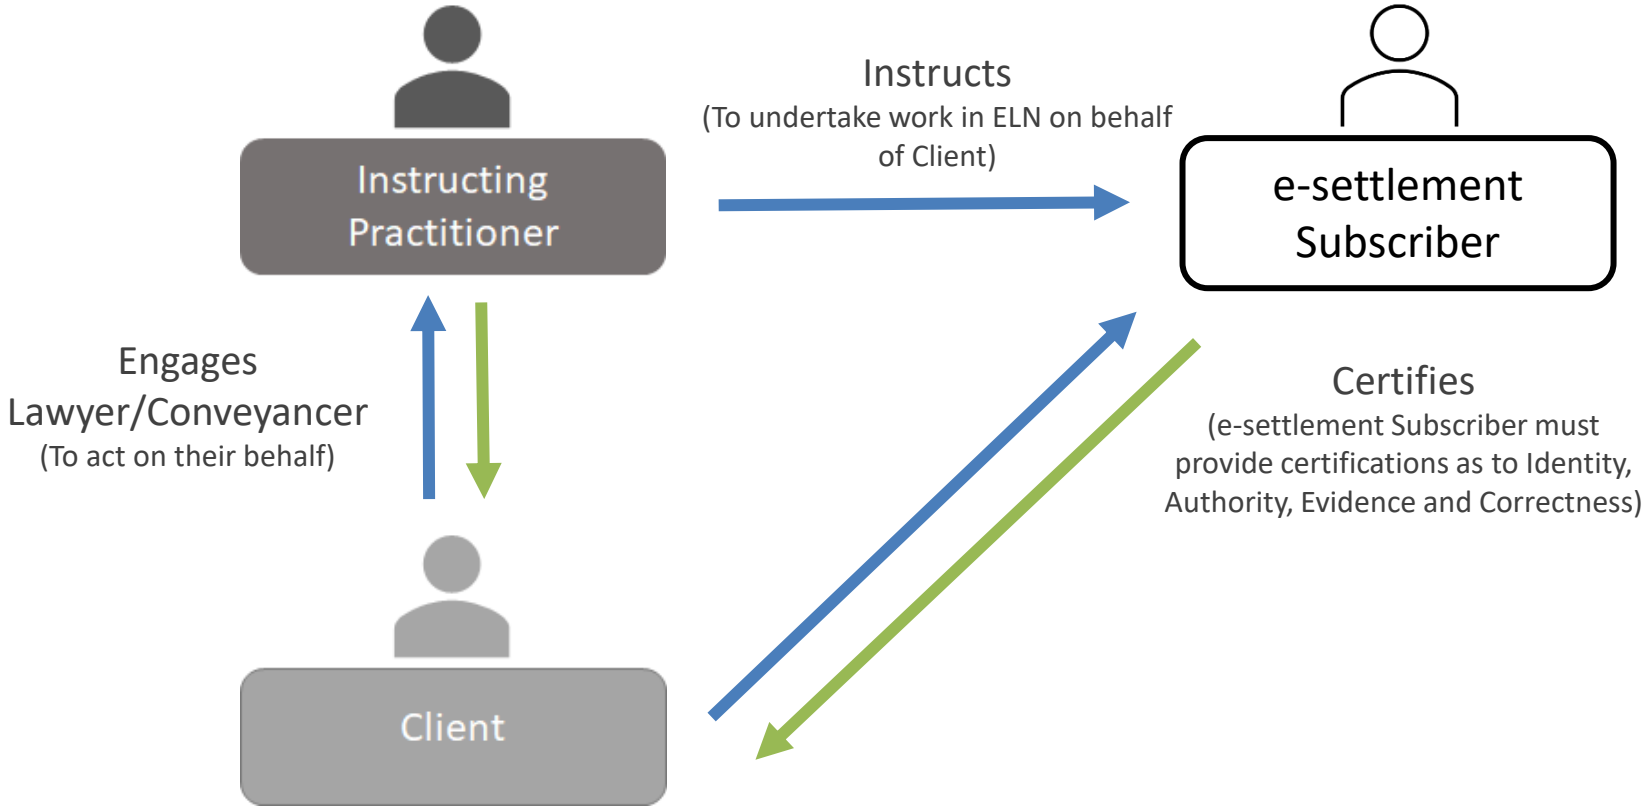 Instructs
(To undertake work in ELN on behalf
of Client)
Instructing
Practitioner
e-settlement
Subscriber
Engages
Lawyer/Conveyancer
(To act on their behalf)
Certifies
(e-settlement Subscriber must
provide certifications as to Identity,
Authority, Evidence and Correctness)
Client